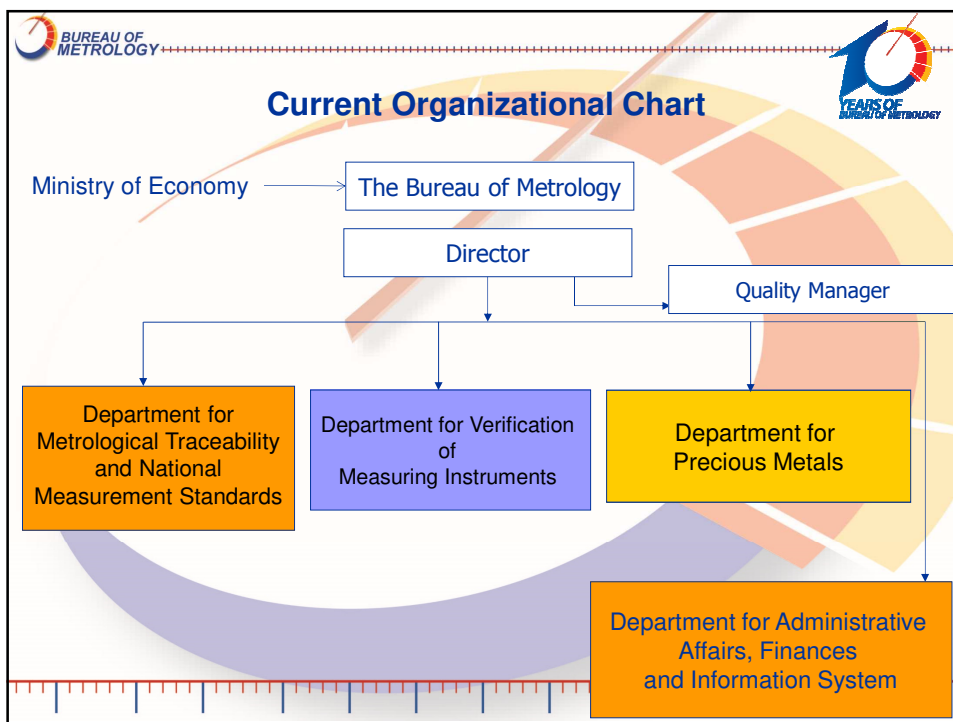 BUREAU OF
METROLOGY
10
YEARS OF
BUREAU OF METROLOGY
Current Organizational Chart
Ministry of Economy
The Bureau of Metrology
Director
Quality Manager
Department for
Metrological Traceability
and National
Measurement Standards
Department for Verification
of
Measuring Instruments
Department for
Precious Metals
Department for Administrative
Affairs, Finances
and Information System